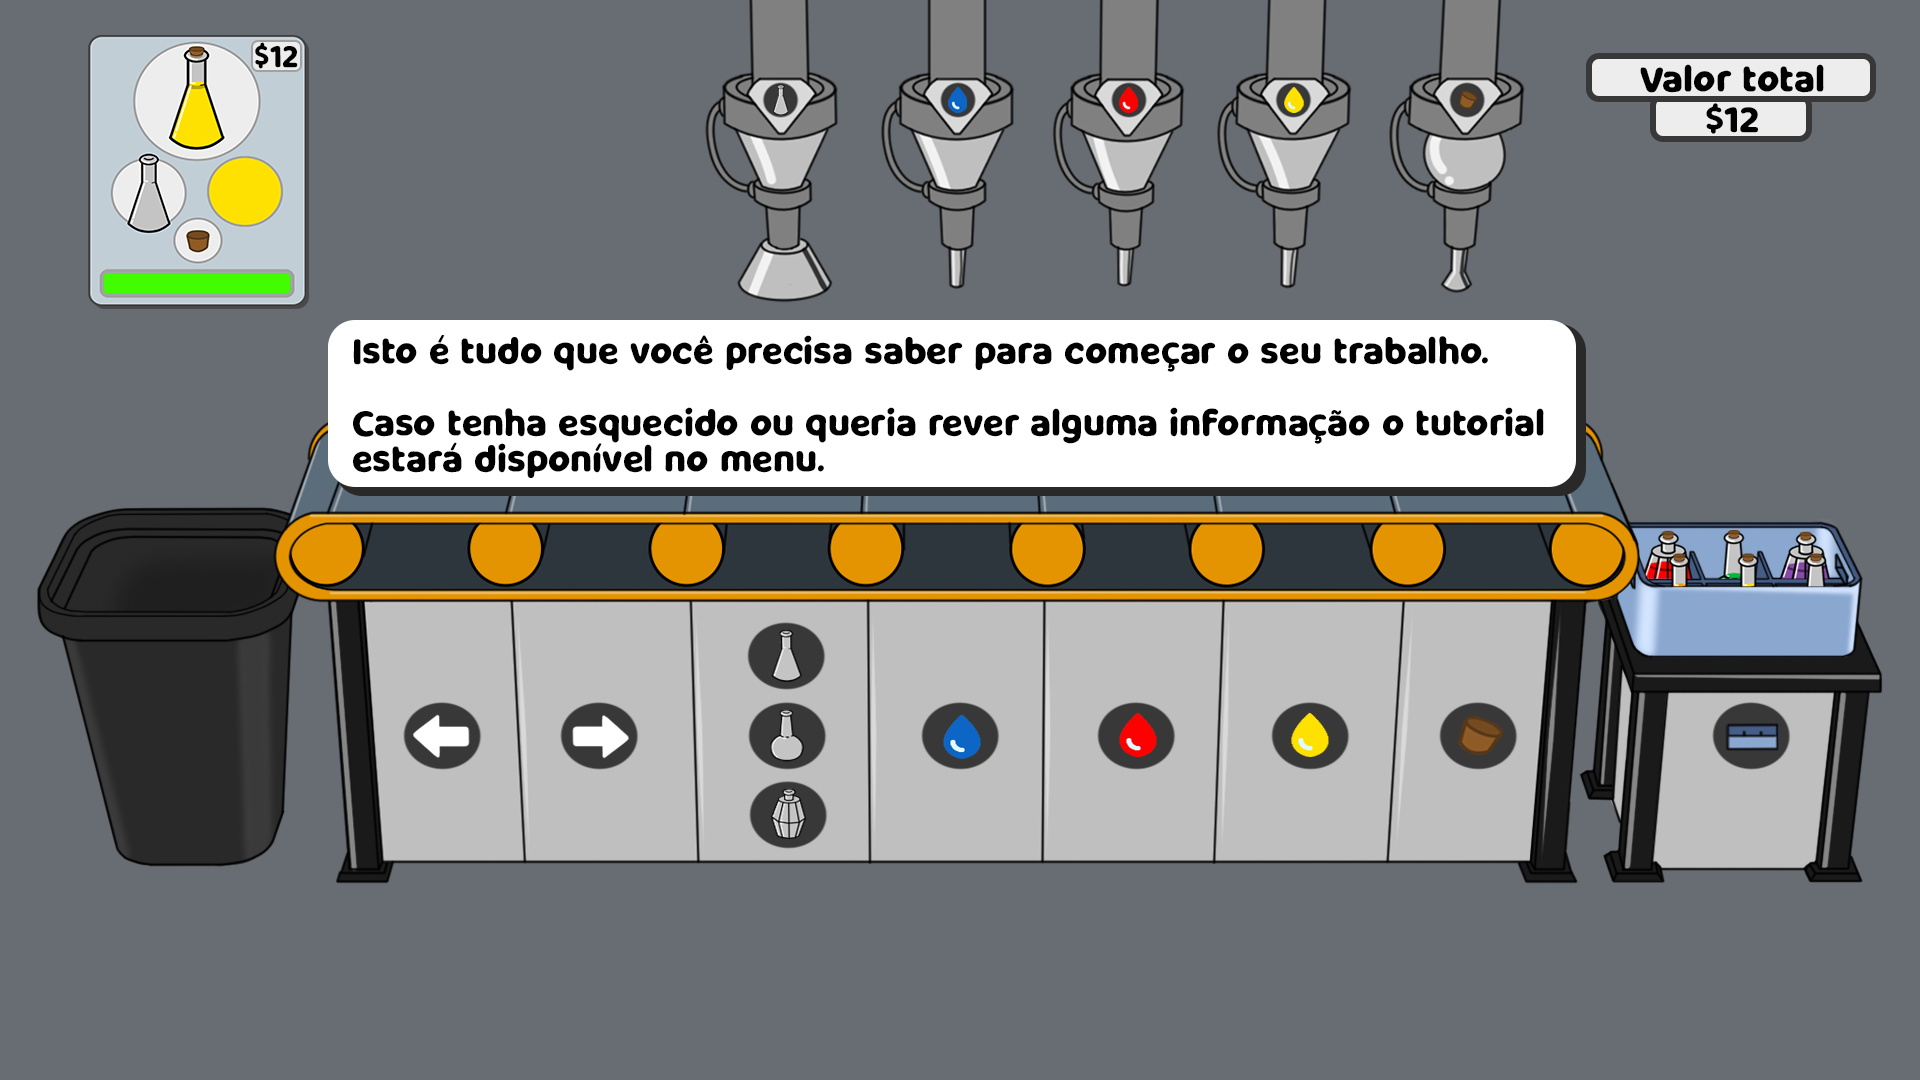 $12
Valor total
$12
Isto é tudo que você precisa saber para começar o seu trabalho.
Caso tenha esquecido ou queria rever alguma informação o tutorial
estará disponível no menu.